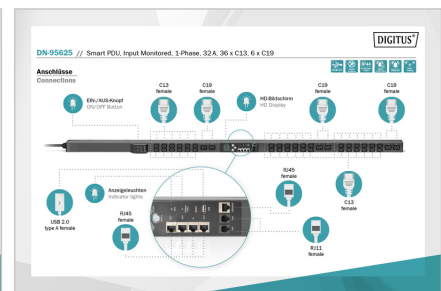 DIGITUS®
DN-95625 // Smart PDU, Input Monitored, 1-Phase, 32A, 36 x C13, 6 x C19
Anschlüsse
Connections
C13
female
C19
female
C19
female
C19
female
EIN-/AUS-Knopf
ON/OFF Button
HD-Bildschirm
HD Display
Anzeigeleuchten
Indicator lights
RJ45
female
RJ45
female
C13
female
USB 2.0
type A female
RJ11
female